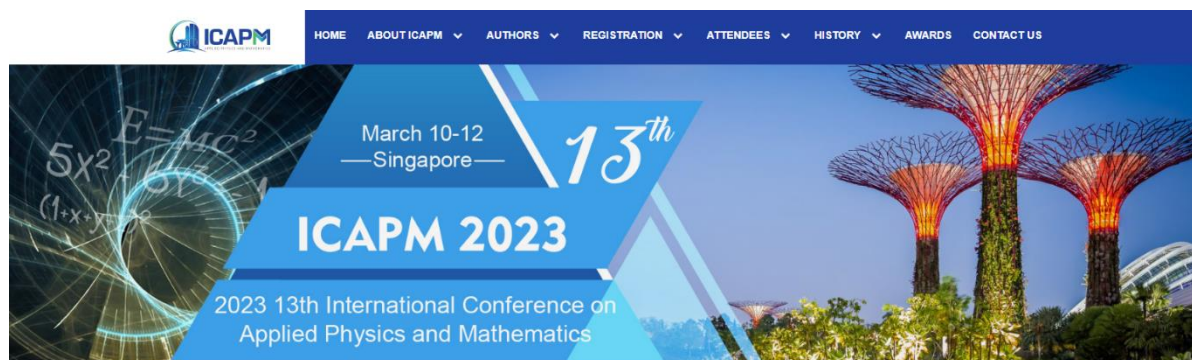 ICAPM
HOME
ABOUT ICAPM
AUTHORS
REGISTRATION
ATTENDEES
HISTORY
AWARDS
CONTACT US
E=MC²
5x²
March 10-12
Singapore
13th
ICAPM 2023
2023 13th International Conference on
Applied Physics and Mathematics